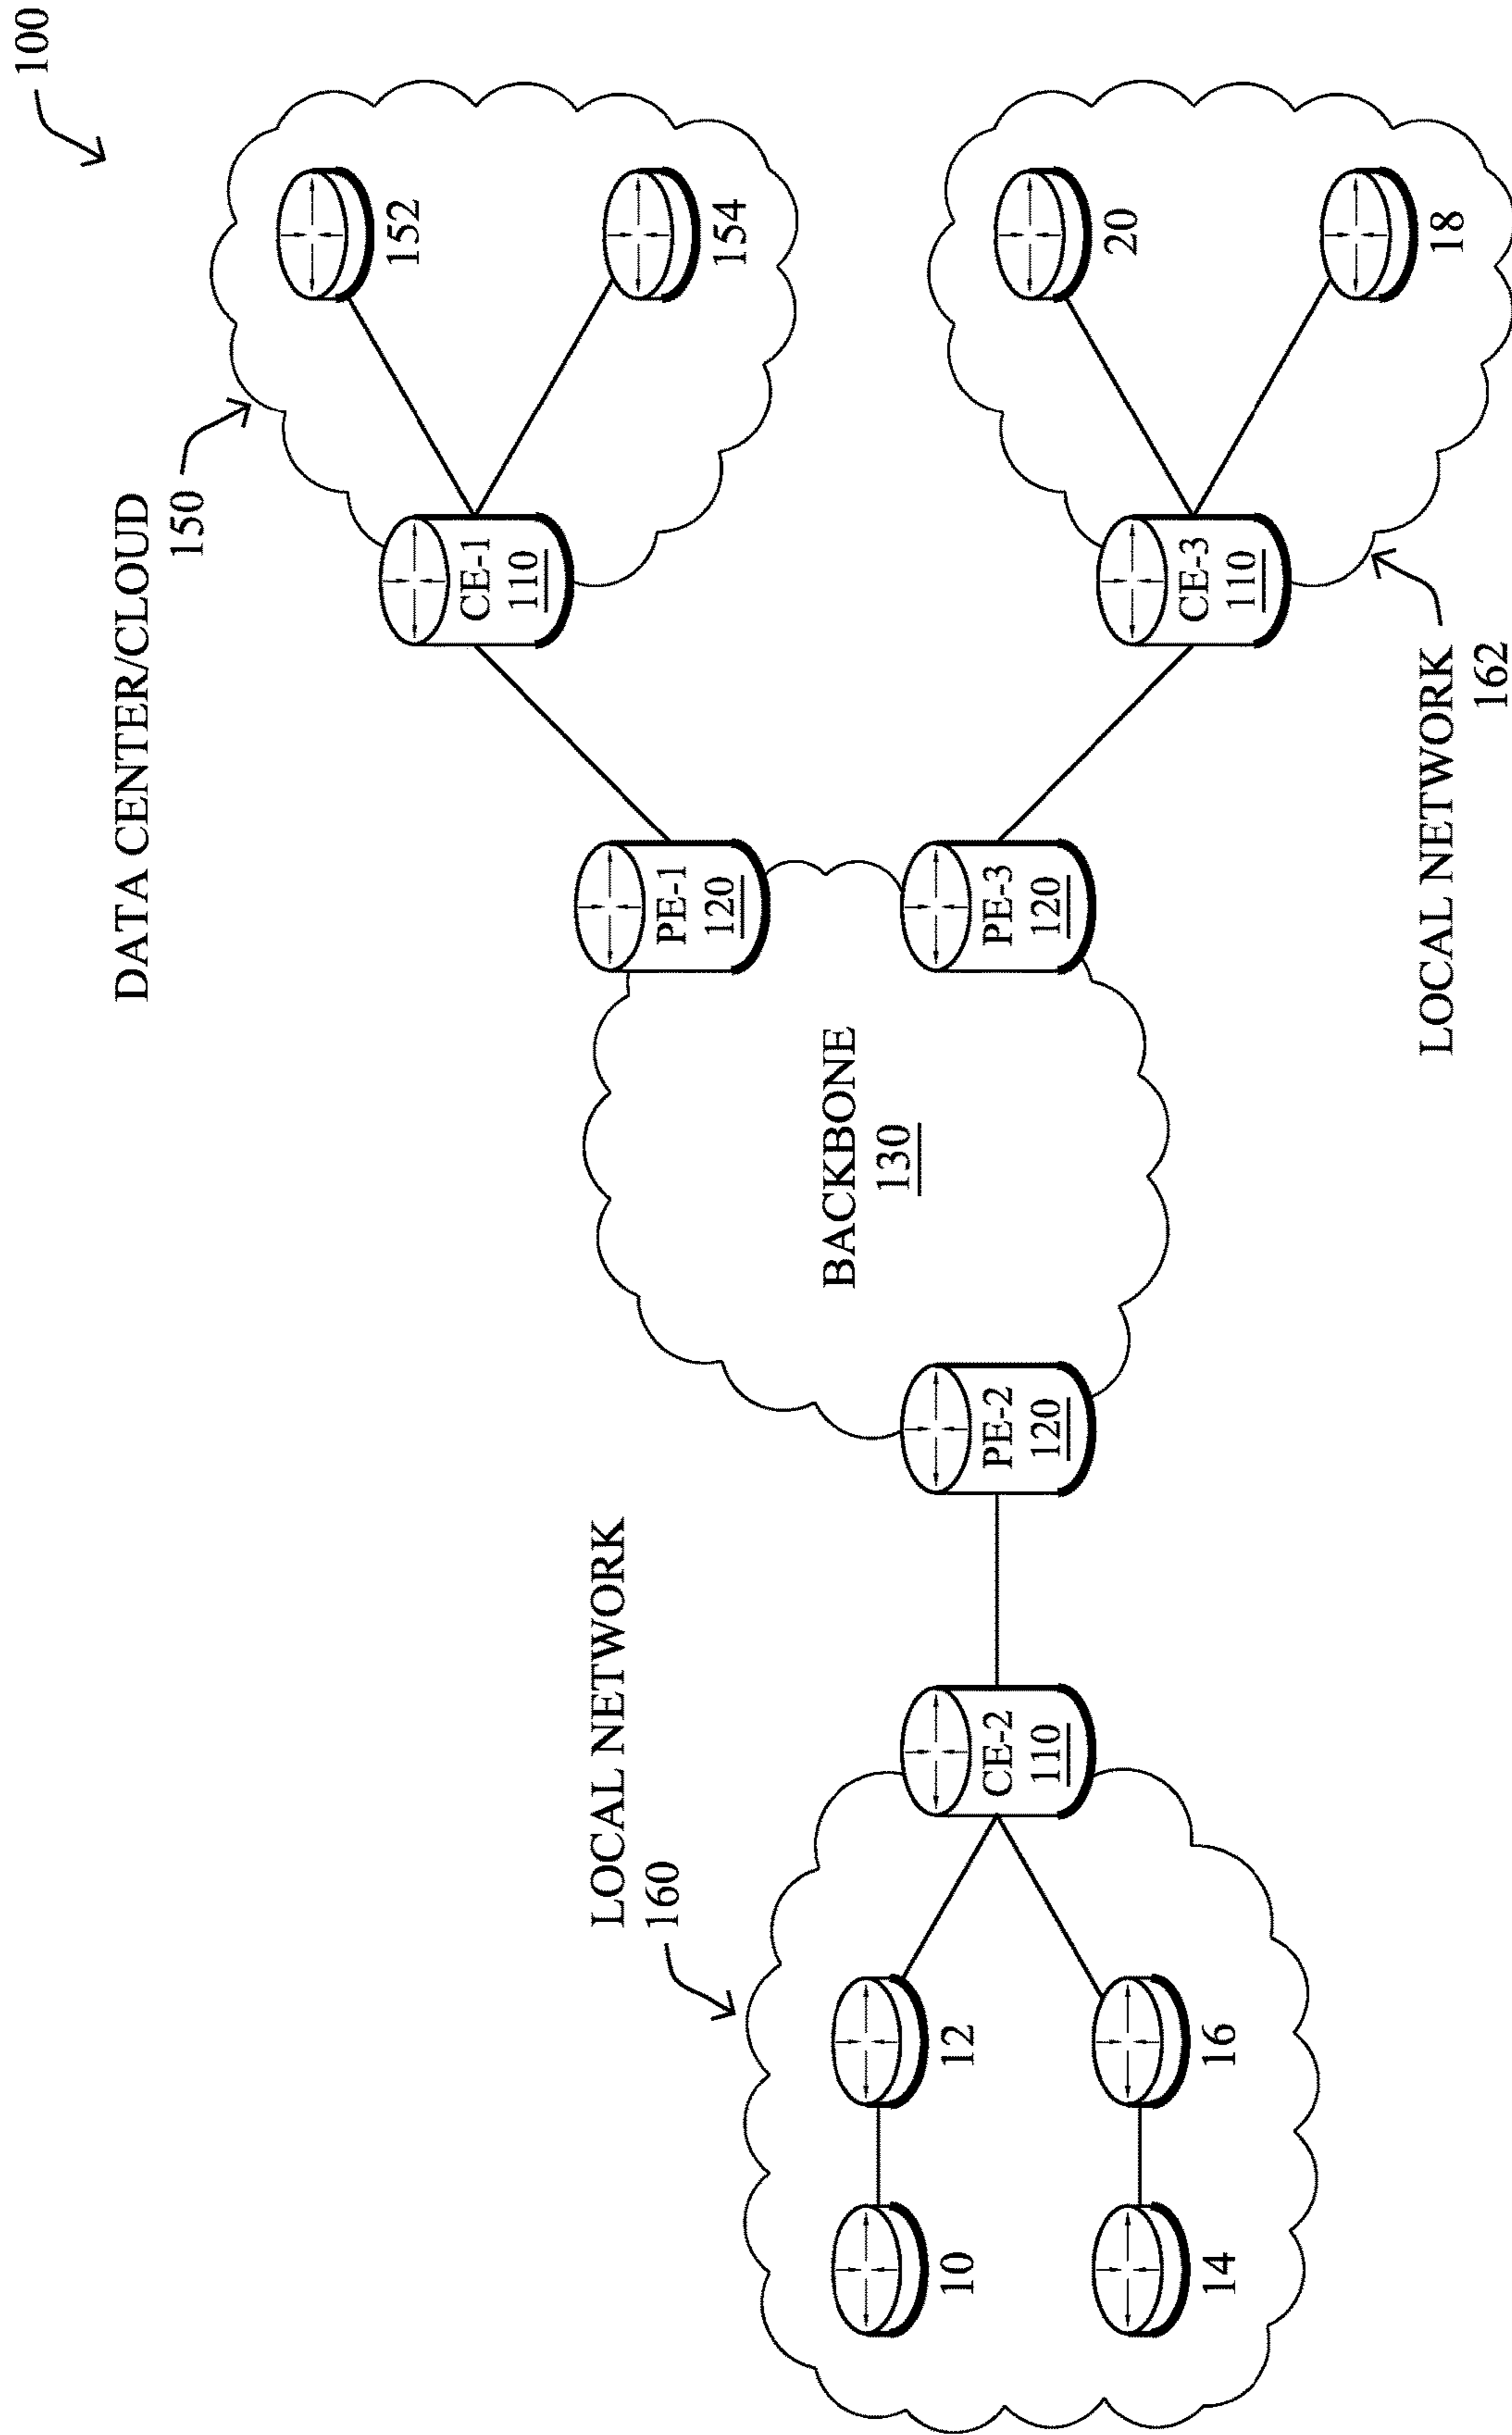 100
DATA CENTER/CLOUD
150
152
154
CE-1
110
PE-1
120
LOCAL NETWORK
160
BACKBONE
130
10
12
CE-2
110
PE-2
120
PE-3
120
CE-3
110
20
14
16
18
LOCAL NETWORK
162